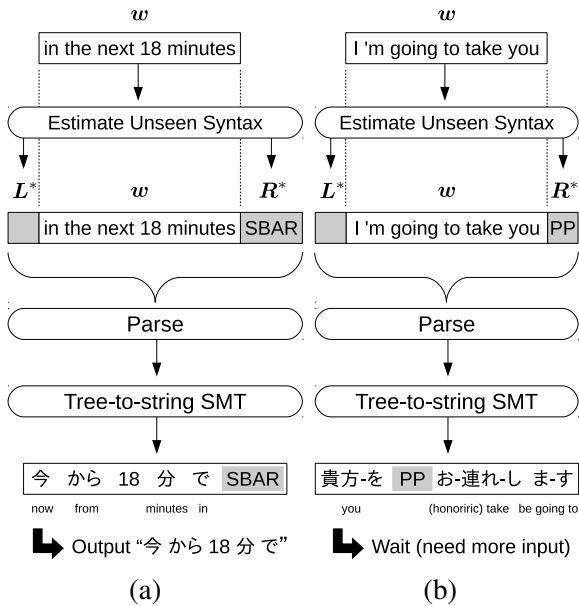 w
in the next 18 minutes
Estimate Unseen Syntax
L* w R*
in the next 18 minutes SBAR
Parse
Tree-to-string SMT
今 から 18 分 で SBAR
now from minutes in
Output “今 から 18 分 で”
(a)
w
I 'm going to take you
Estimate Unseen Syntax
L* w R*
I 'm going to take you PP
Parse
Tree-to-string SMT
貴方-を PP お-連れ-し ま-す
you (honoriric) take be going to
Wait (need more input)
(b)